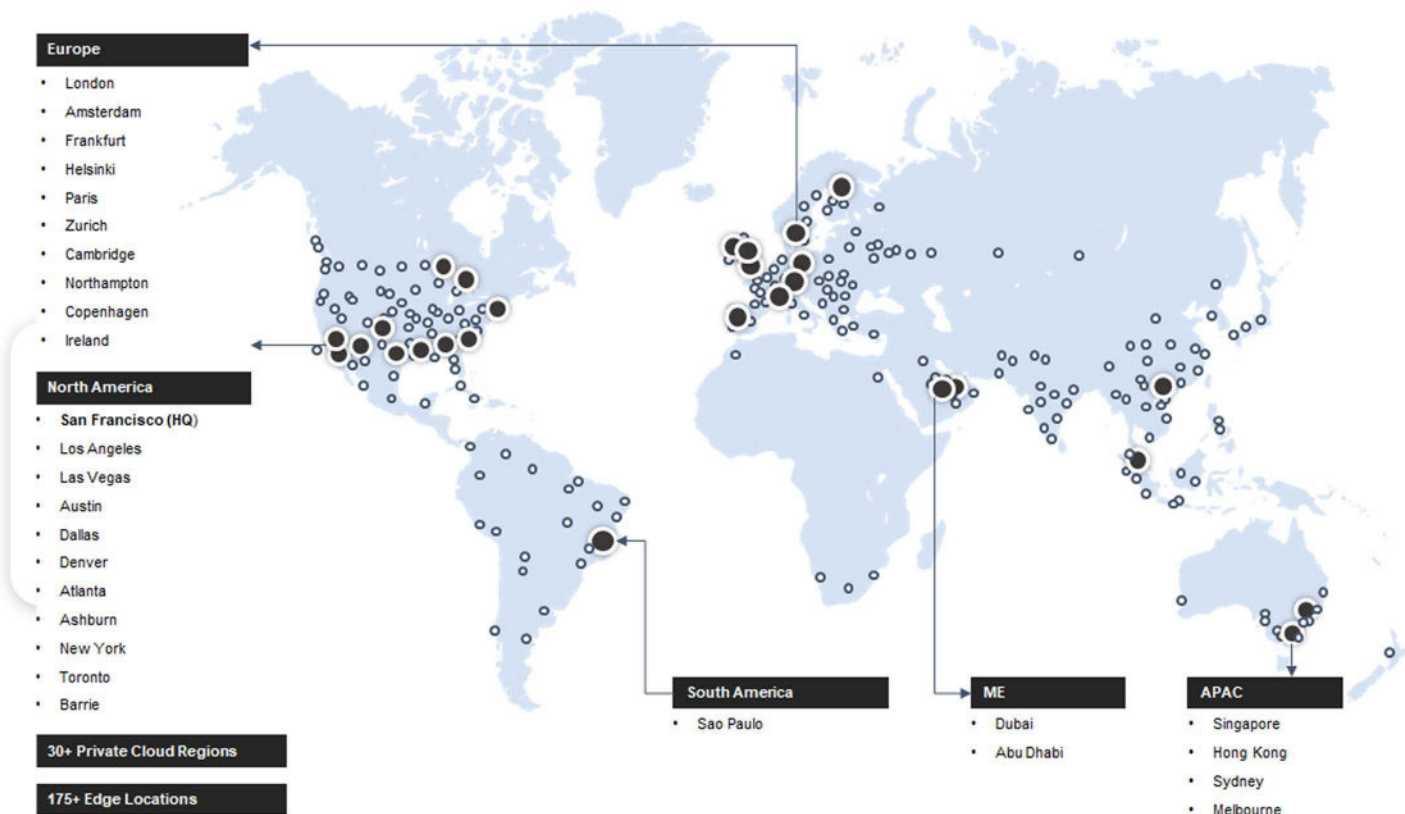 Europe
• London
• Amsterdam
• Frankfurt
• Helsinki
• Paris
• Zurich
• Cambridge
• Northampton
• Copenhagen
• Ireland
North America
• San Francisco (HQ)
• Los Angeles
• Las Vegas
• Austin
• Dallas
• Denver
• Atlanta
• Ashburn
• New York
• Toronto
• Barrie
30+ Private Cloud Regions
175+ Edge Locations
South America
• Sao Paulo
ME
• Dubai
• Abu Dhabi
APAC
• Singapore
• Hong Kong
• Sydney
• Melbourne